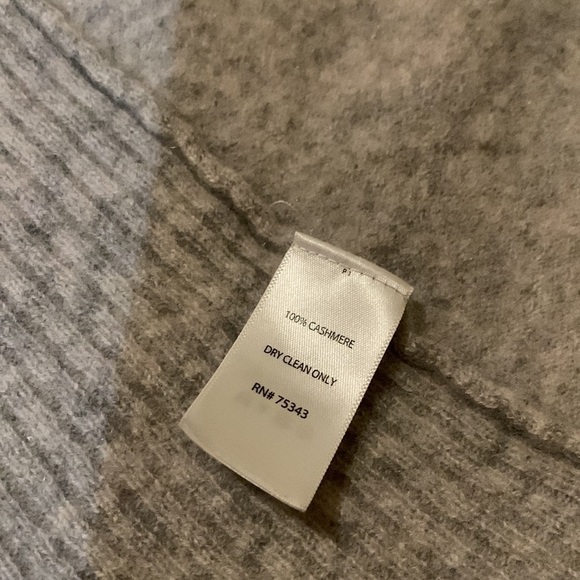 100% CASHMERE
DRY CLEAN ONLY
RN# 75343